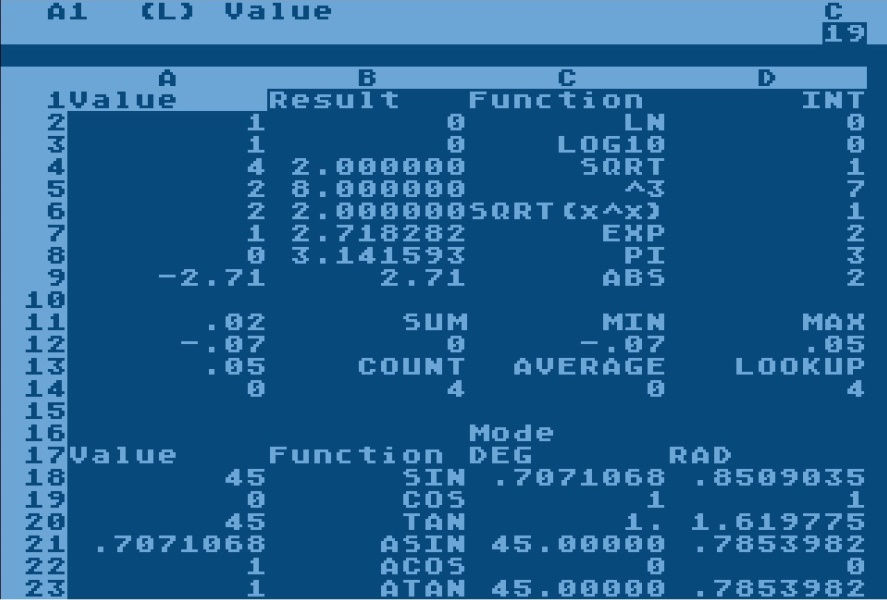 A1 (L) Value C
19
A B C D
1 Value Result Function INT
2 1 0 LN 0
3 1 0 LOG10 0
4 4 2.000000 SQRT 1
5 2 8.000000 ^3 7
6 2 2.000000 SQRT(x^x) 1
7 1 2.718282 EXP 2
8 0 3.141593 PI 3
9 -2.71 2.71 ABS 2
10
11 .02 SUM MIN MAX
12 -.07 0 -.07 .05
13 .05 COUNT AVERAGE LOOKUP
14 0 4 0 4
15
16 Mode
17 Value Function DEG RAD
18 45 SIN .7071068 .8509035
19 0 COS 1 1
20 45 TAN 1. 1.619775
21 .7071068 ASIN 45.00000 .7853982
22 1 ACOS 0 0
23 1 ATAN 45.00000 .7853982